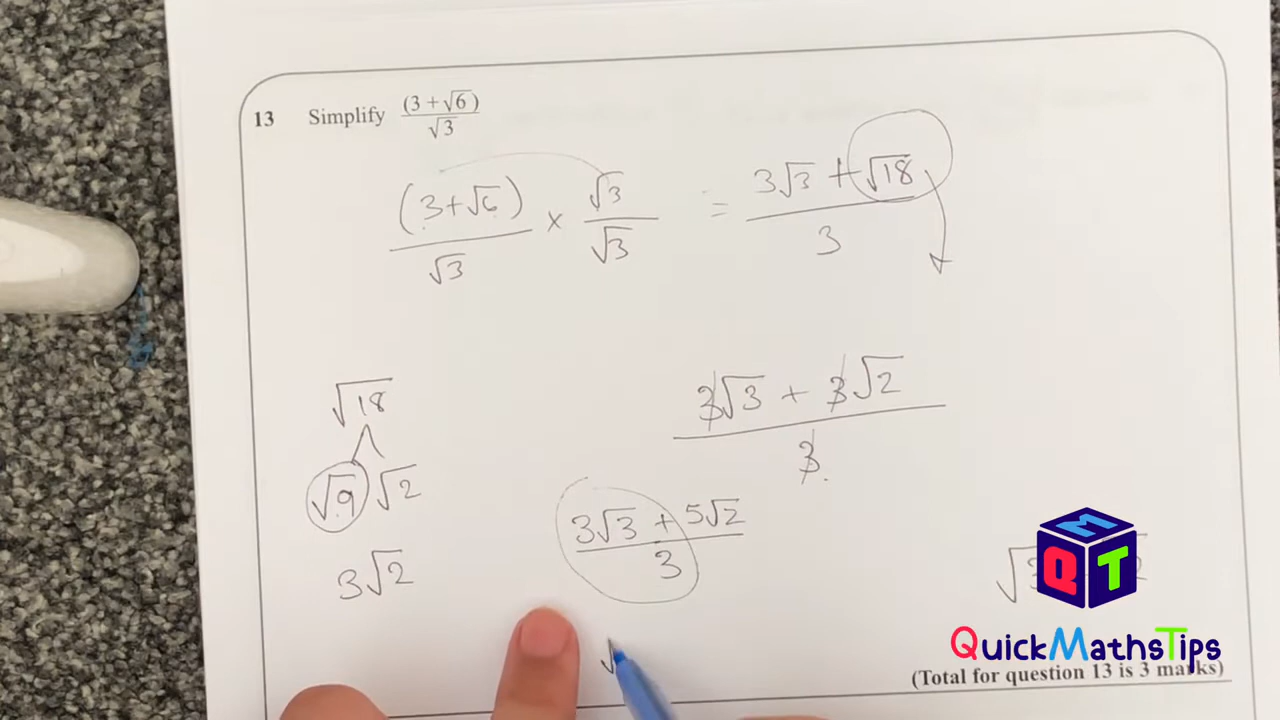 13 Simplify (3 + √6)/√3
(3+√6)/√3 × √3/√3 = (3√3 + √18)/3
√18
√9 √2
3√2
(3√3 + 3√2)/3
(3√3 + 5√2)/3
M
Q T
QuickMathsTips
(Total for question 13 is 3 marks)